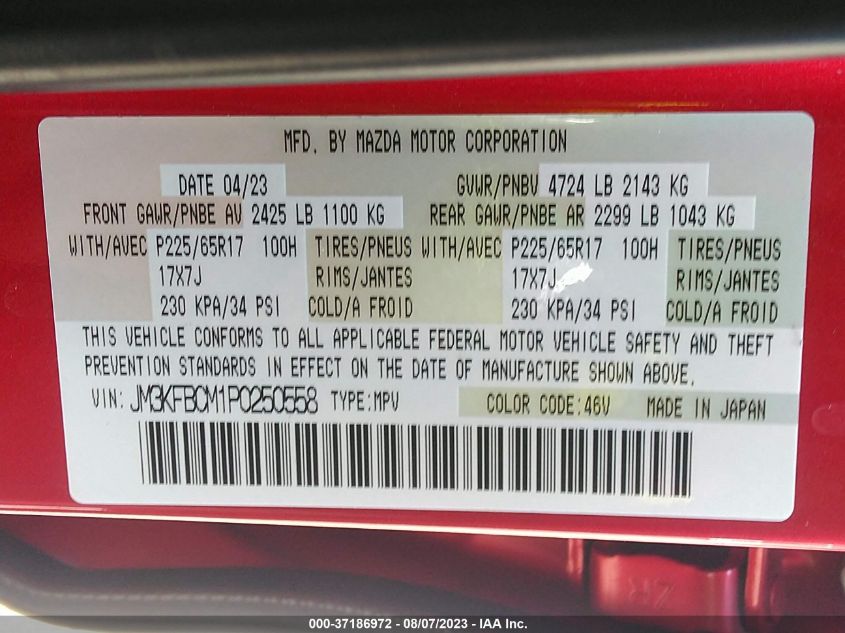 MFD. BY MAZDA MOTOR CORPORATION
DATE 04/23 GVWR/PNBV 4724 LB 2143 KG
FRONT GAWR/PNBE AV 2425 LB 1100 KG REAR GAWR/PNBE AR 2299 LB 1043 KG
WITH/AVEC P225/65R17 100H TIRES/PNEUS WITH/AVEC P225/65R17 100H TIRES/PNEUS
17X7J RIMS/JANTES 17X7J RIMS/JANTES
230 KPA/34 PSI COLD/A FROID 230 KPA/34 PSI COLD/A FROID
THIS VEHICLE CONFORMS TO ALL APPLICABLE FEDERAL MOTOR VEHICLE SAFETY AND THEFT
PREVENTION STANDARDS IN EFFECT ON THE DATE OF MANUFACTURE SHOWN ABOVE.
VIN: JM3KFBCM1P0250558 TYPE:MPV COLOR CODE:46V MADE IN JAPAN
000-37186972 - 08/07/2023 - IAA Inc.